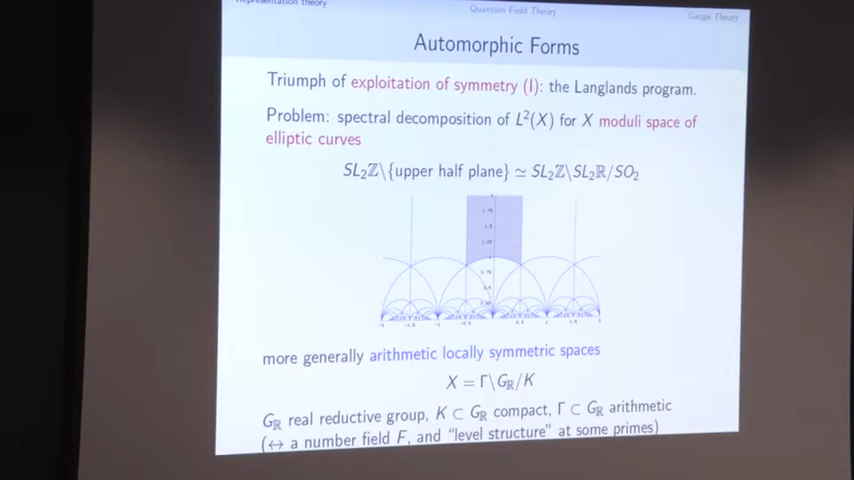 Representation theory
Quantum Field Theory
Gauge Theory
Automorphic Forms
Triumph of exploitation of symmetry (I): the Langlands program.
Problem: spectral decomposition of L²(X) for X moduli space of
elliptic curves
SL₂ℤ\{upper half plane} ≃ SL₂ℤ\SL₂ℝ/SO₂
more generally arithmetic locally symmetric spaces
X = Γ\G_ℝ/K
G_ℝ real reductive group, K ⊂ G_ℝ compact, Γ ⊂ G_ℝ arithmetic
(↔ a number field F, and "level structure" at some primes)